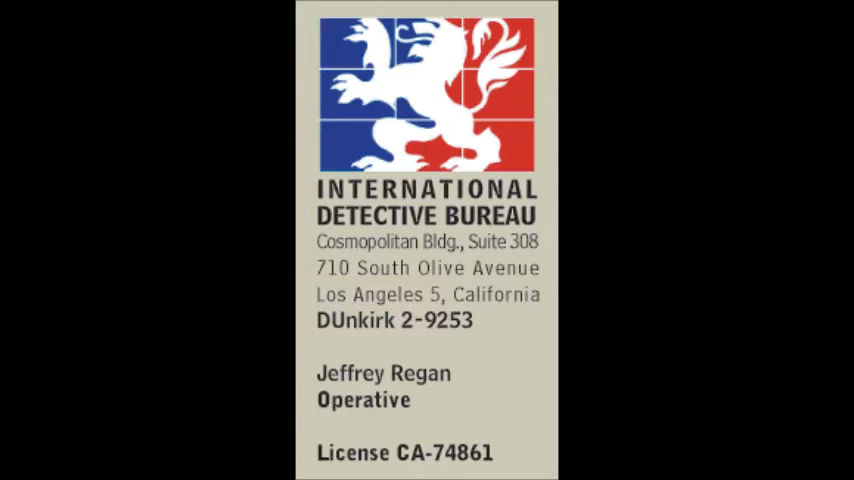 INTERNATIONAL
DETECTIVE BUREAU
Cosmopolitan Bldg., Suite 308
710 South Olive Avenue
Los Angeles 5, California
DUnkirk 2-9253
Jeffrey Regan
Operative
License CA-74861